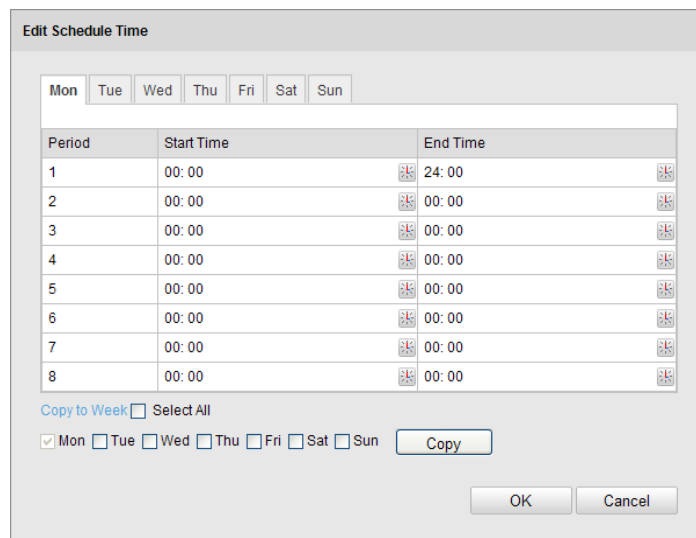 Edit Schedule Time
Mon Tue Wed Thu Fri Sat Sun
Period Start Time End Time
1 00: 00 24: 00
2 00: 00 00: 00
3 00: 00 00: 00
4 00: 00 00: 00
5 00: 00 00: 00
6 00: 00 00: 00
7 00: 00 00: 00
8 00: 00 00: 00
Copy to Week Select All
Mon Tue Wed Thu Fri Sat Sun Copy
OK Cancel